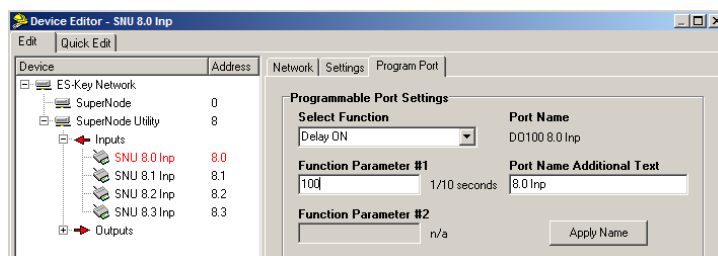 Device Editor - SNU 8.0 Inp
Edit Quick Edit
Device Address
ES-Key Network
SuperNode 0
SuperNode Utility 8
Inputs
SNU 8.0 Inp 8.0
SNU 8.1 Inp 8.1
SNU 8.2 Inp 8.2
SNU 8.3 Inp 8.3
Outputs
Network Settings Program Port
Programmable Port Settings
Select Function Port Name
Delay ON DO100 8.0 Inp
Function Parameter #1 Port Name Additional Text
100 1/10 seconds 8.0 Inp
Function Parameter #2
n/a Apply Name